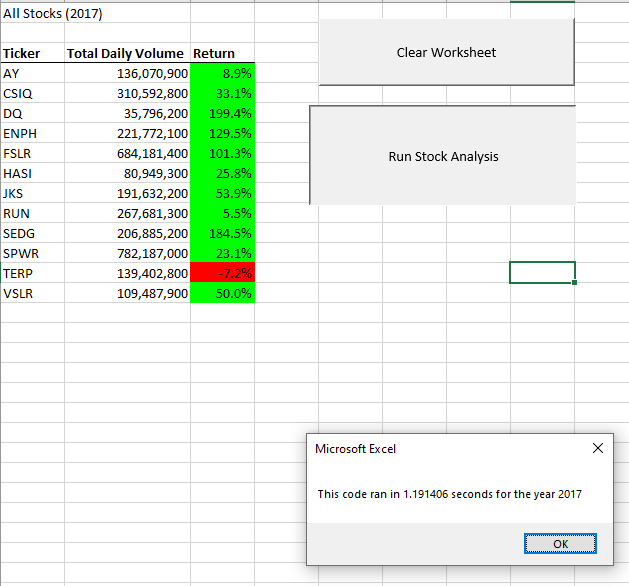 All Stocks (2017)
Clear Worksheet
Ticker Total Daily Volume Return
AY 136,070,900 8.9%
CSIQ 310,592,800 33.1%
DQ 35,796,200 199.4%
ENPH 221,772,100 129.5%
FSLR 684,181,400 101.3%
Run Stock Analysis
HASI 80,949,300 25.8%
JKS 191,632,200 53.9%
RUN 267,681,300 5.5%
SEDG 206,885,200 184.5%
SPWR 782,187,000 23.1%
TERP 139,402,800 -7.2%
VSLR 109,487,900 50.0%
Microsoft Excel
This code ran in 1.191406 seconds for the year 2017
OK